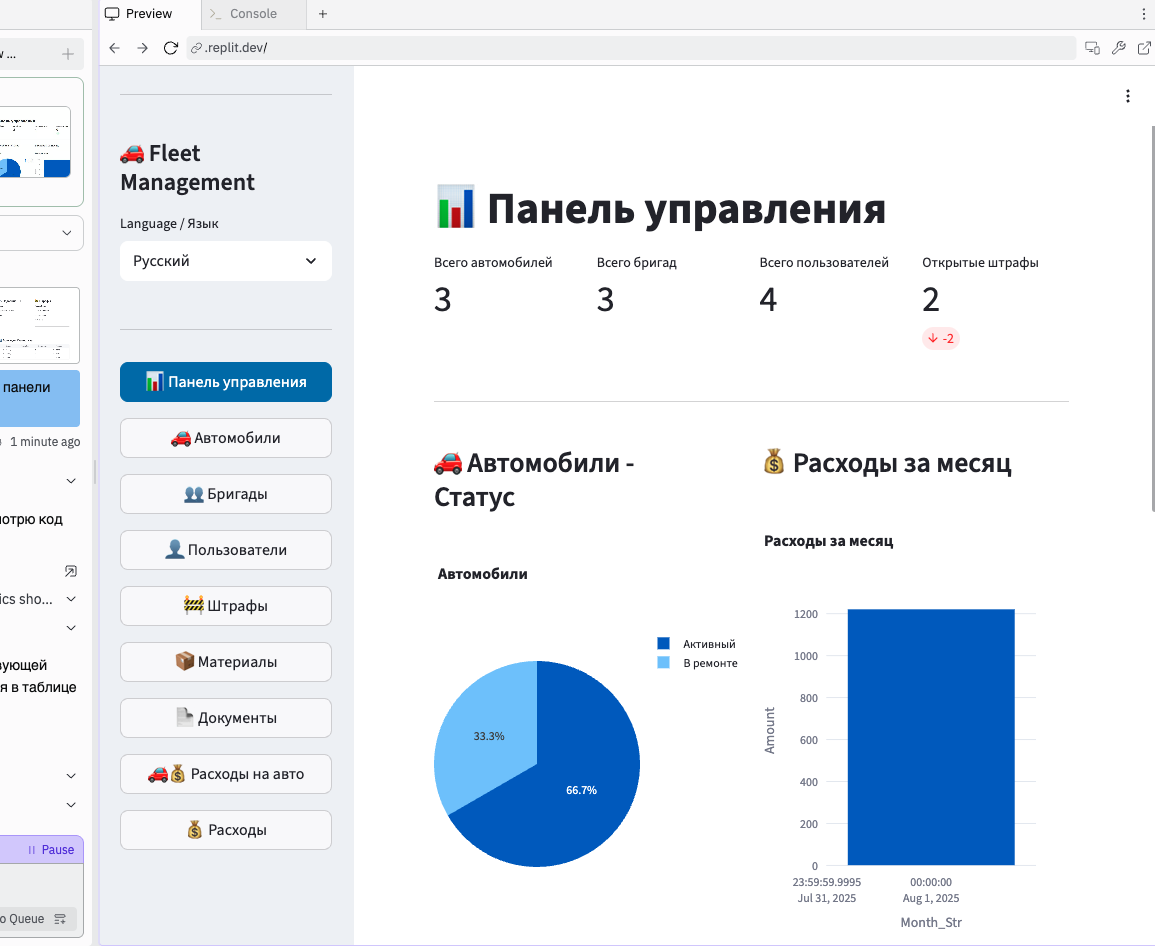 Preview
Console
.replit.dev/
Fleet
Management
Language / Язык
Русский
Панель управления
Автомобили
Бригады
Пользователи
Штрафы
Материалы
Документы
Расходы на авто
Расходы
Панель управления
Всего автомобилей
Всего бригад
Всего пользователей
Открытые штрафы
3
3
4
2
-2
Автомобили -
Статус
Расходы за месяц
Автомобили
Активный
В ремонте
33.3%
66.7%
Расходы за месяц
1200
1000
800
600
400
200
0
Amount
23:59:59.9995
Jul 31, 2025
00:00:00
Aug 1, 2025
Month_Str
панели
1 minute ago
Pause
Queue
код
я в таблице